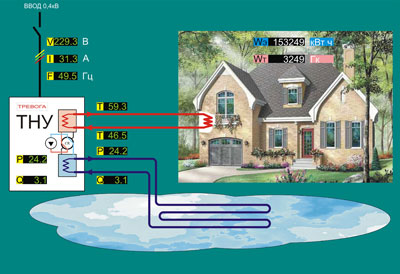 ВВОД 0,4кВ
V 229.3 В
I 31.3 А
F 49.5 Гц
153249 кВт ч
Wт 3249 Гк
ТРЕВОГА
ТНУ
T 59.3
T 46.5
P 24.2
P 24.2
Q 3.1
Q 3.1